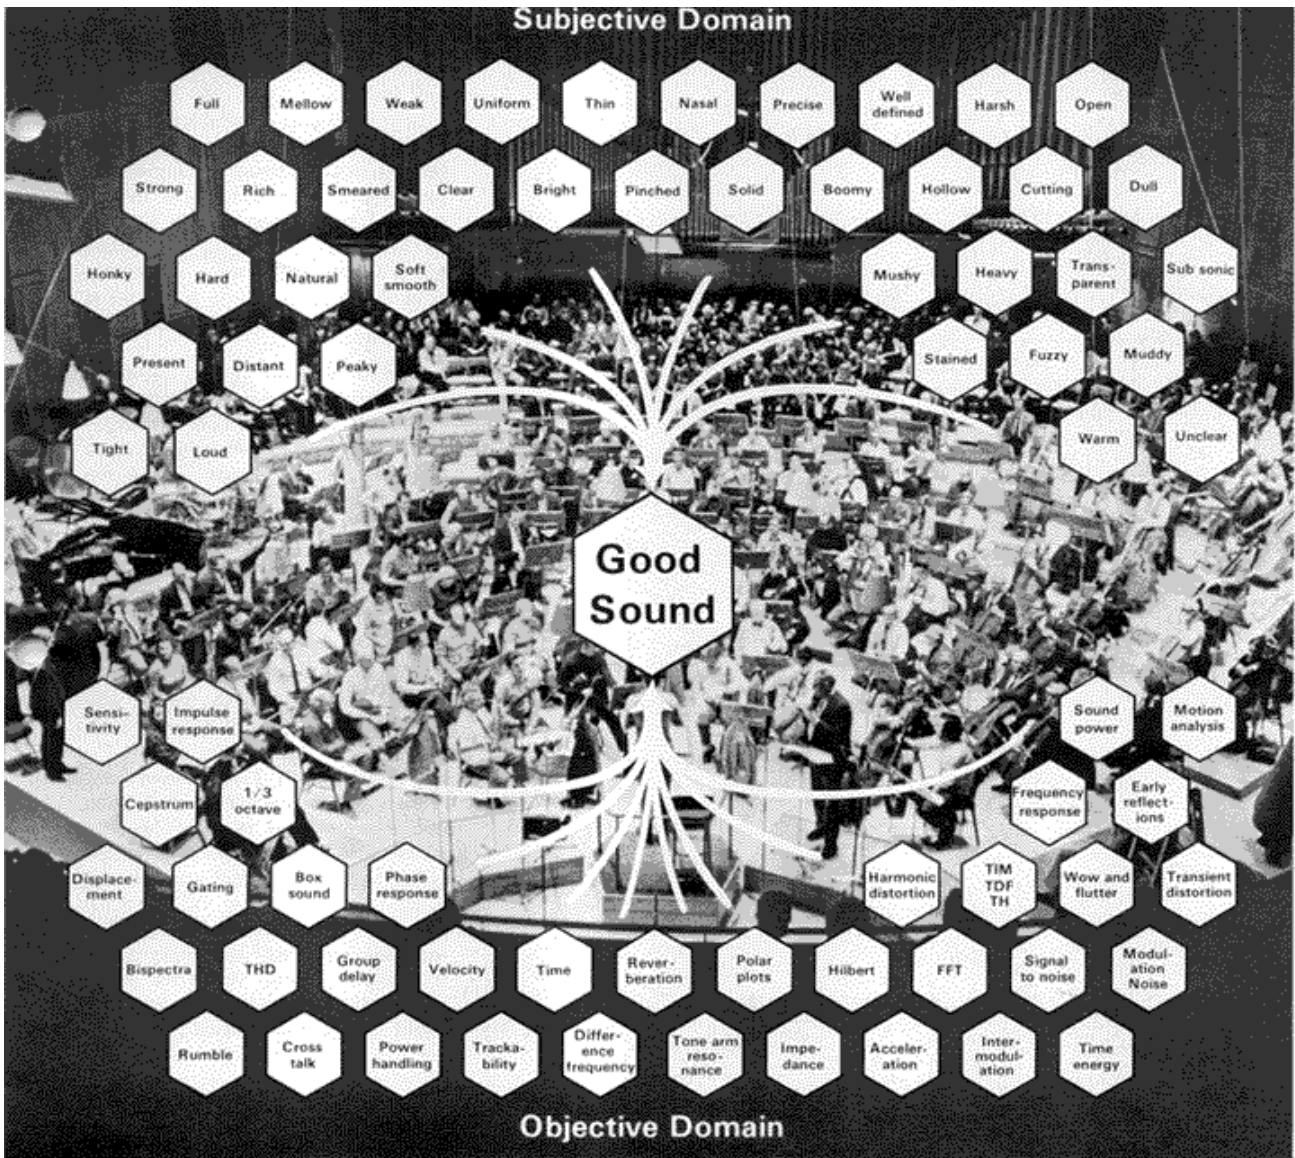 Subjective Domain
Full
Mellow
Weak
Uniform
Thin
Nasal
Precise
Well
defined
Harsh
Open
Strong
Rich
Smeared
Clear
Bright
Pinched
Solid
Boomy
Hollow
Cutting
Dull
Honky
Hard
Natural
Soft
smooth
Mushy
Heavy
Trans-
parent
Sub sonic
Present
Distant
Peaky
Stained
Fuzzy
Muddy
Tight
Loud
Warm
Unclear
Good
Sound
Sensi-
tivity
Impulse
response
Sound
power
Motion
analysis
Cepstrum
1/3
octave
Frequency
response
Early
reflect-
ions
Displace-
ment
Gating
Box
sound
Phase
response
Harmonic
distortion
TIM
TDF
TH
Wow and
flutter
Transient
distortion
Bispectra
THD
Group
delay
Velocity
Time
Rever-
beration
Polar
plots
Hilbert
FFT
Signal
to noise
Modul-
ation
Noise
Rumble
Cross
talk
Power
handling
Tracka-
bility
Differ-
ence
frequency
Tone arm
reso-
nance
Impe-
dance
Acceler-
ation
Inter-
modul-
ation
Time
energy
Objective Domain